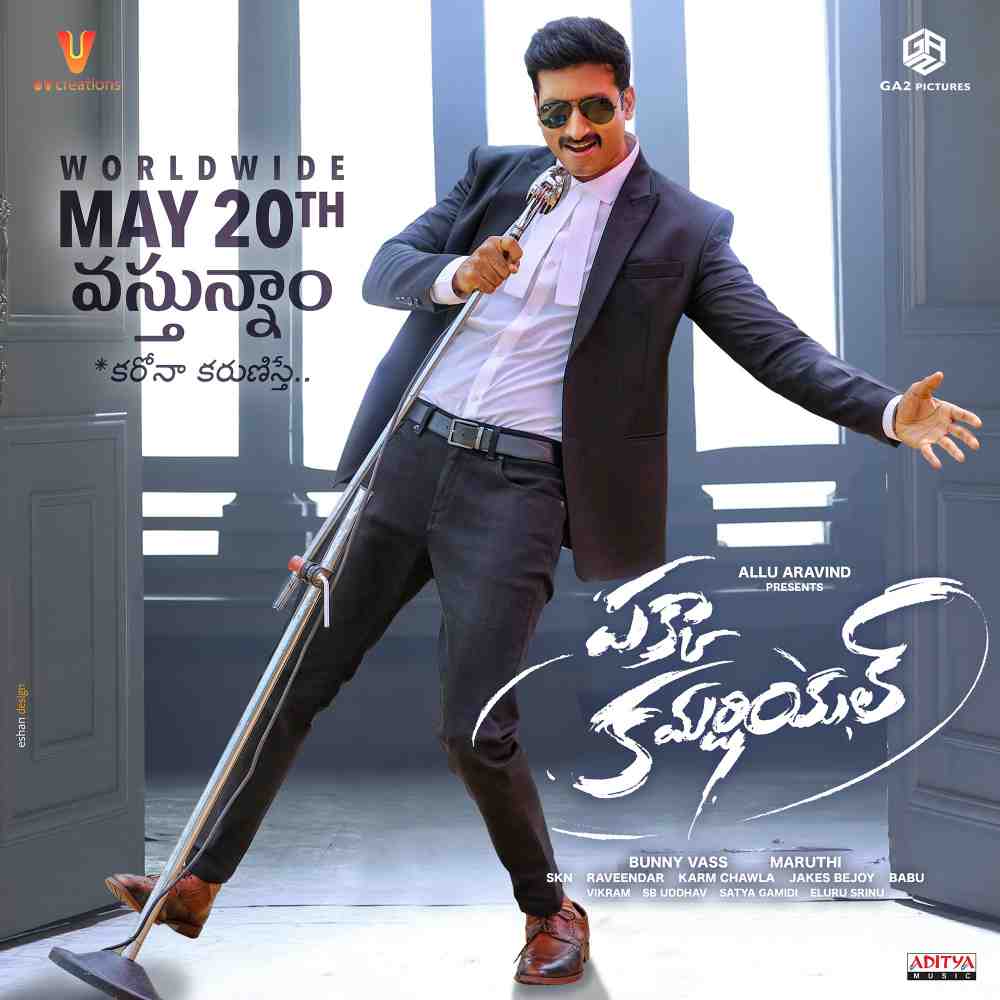 UV creations
GA2 PICTURES
WORLDWIDE
MAY 20TH
వస్తున్నాం
*కరోనా కరుణిస్తే..
ALLU ARAVIND
PRESENTS
పక్కా
కమర్షియల్
BUNNY VASS MARUTHI
SKN RAVEENDAR KARM CHAWLA JAKES BEJOY BABU
VIKRAM SB UDDHAV SATYA GAMIDI ELURU SRINU
eshan design
ADITYA
MUSIC